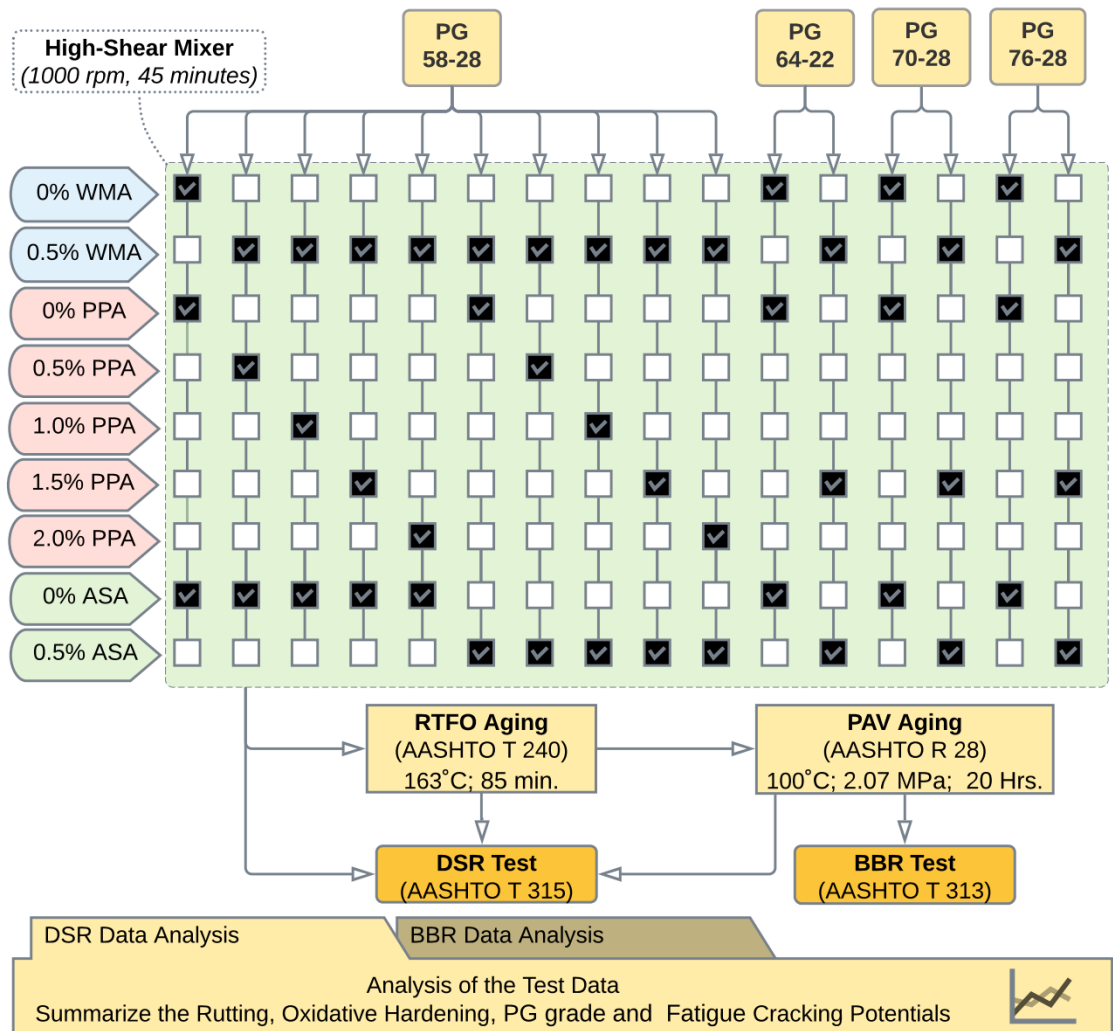 High-Shear Mixer
(1000 rpm, 45 minutes)
PG
58-28
PG
64-22
PG
70-28
PG
76-28
0% WMA
0.5% WMA
0% PPA
0.5% PPA
1.0% PPA
1.5% PPA
2.0% PPA
0% ASA
0.5% ASA
RTFO Aging
(AASHTO T 240)
163˚C; 85 min.
PAV Aging
(AASHTO R 28)
100˚C; 2.07 MPa; 20 Hrs.
DSR Test
(AASHTO T 315)
BBR Test
(AASHTO T 313)
DSR Data Analysis
BBR Data Analysis
Analysis of the Test Data
Summarize the Rutting, Oxidative Hardening, PG grade and Fatigue Cracking Potentials